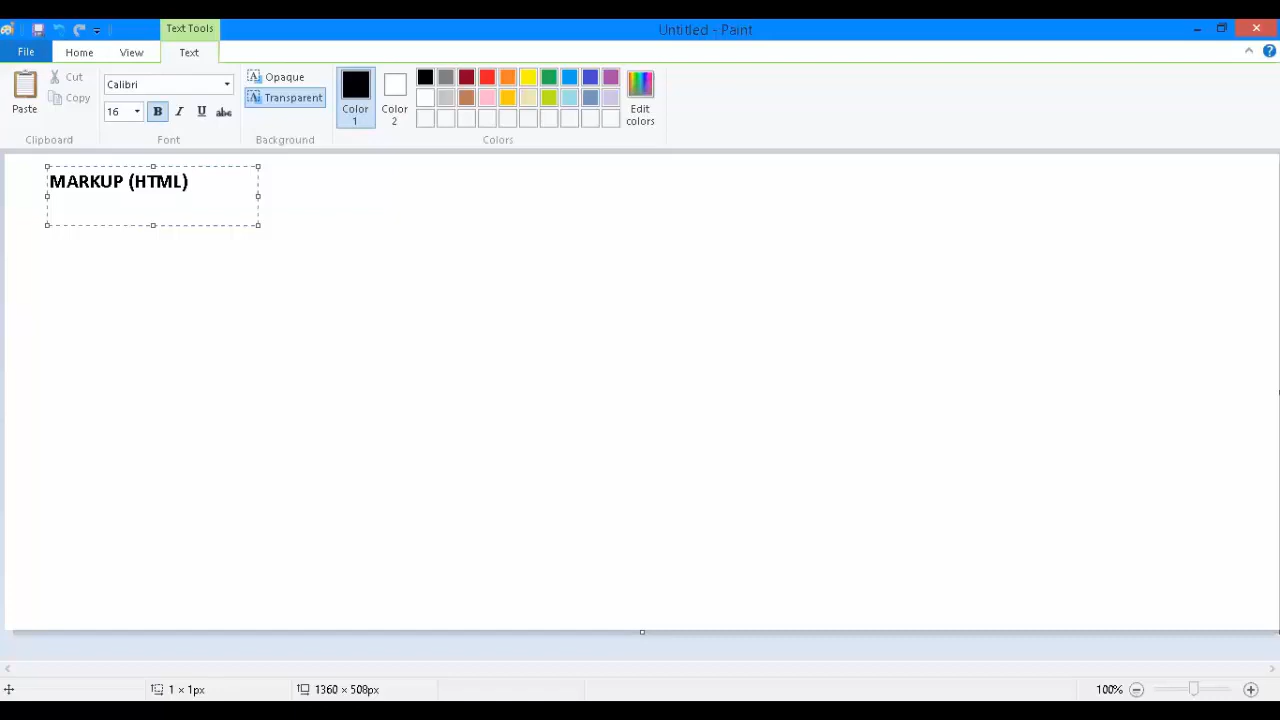 Text Tools
Untitled - Paint
File Home View Text
Paste
Cut
Copy
Clipboard
Calibri
16 B I U abc
Font
Opaque
Transparent
Background
Color 1
Color 2
Edit colors
Colors
MARKUP (HTML)
1 × 1px
1360 × 508px
100%